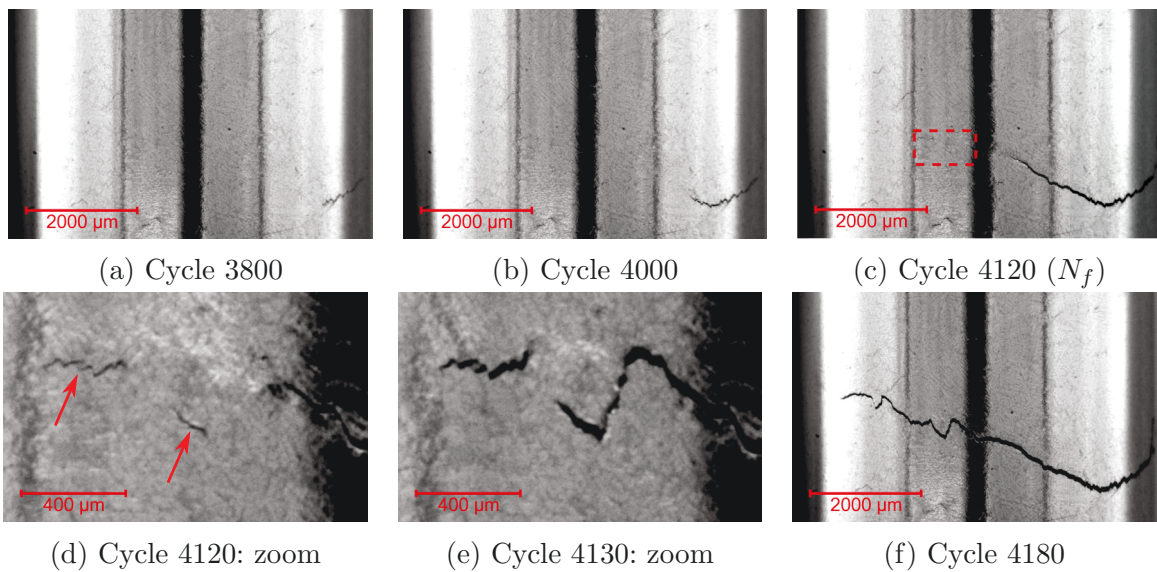 2000 µm
2000 µm
2000 µm
(a) Cycle 3800
(b) Cycle 4000
(c) Cycle 4120 (N_f)
400 µm
400 µm
2000 µm
(d) Cycle 4120: zoom
(e) Cycle 4130: zoom
(f) Cycle 4180